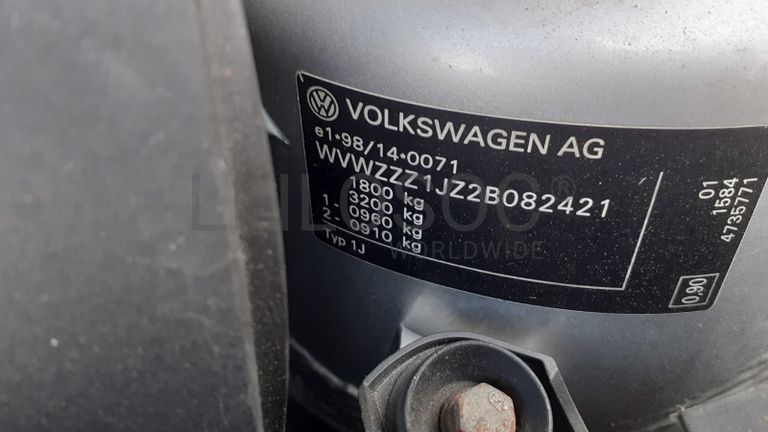 VOLKSWAGEN AG
e1*98/14*0071
WVWZZZ1JZ2B082421
1800 kg
3200 kg
1 - 0960 kg
2 - 0910 kg
Typ 1J
01
1584
4735771
0,90
WORLDWIDE